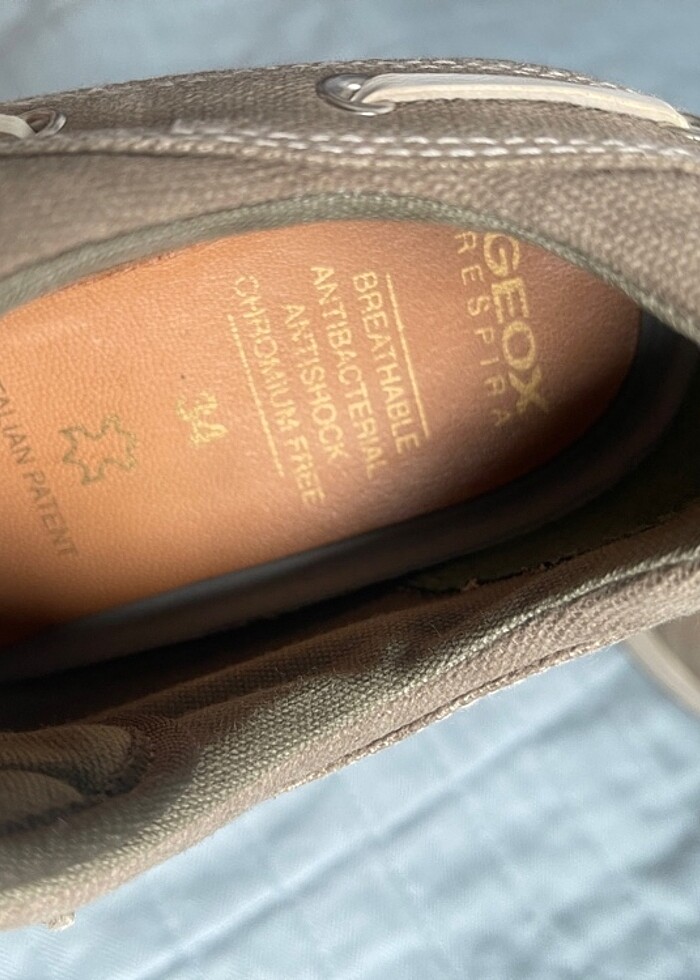 GEOX
RESPIRA
BREATHABLE
ANTIBACTERIAL
ANTISHOCK
CHROMIUM FREE
34
ITALIAN PATENT